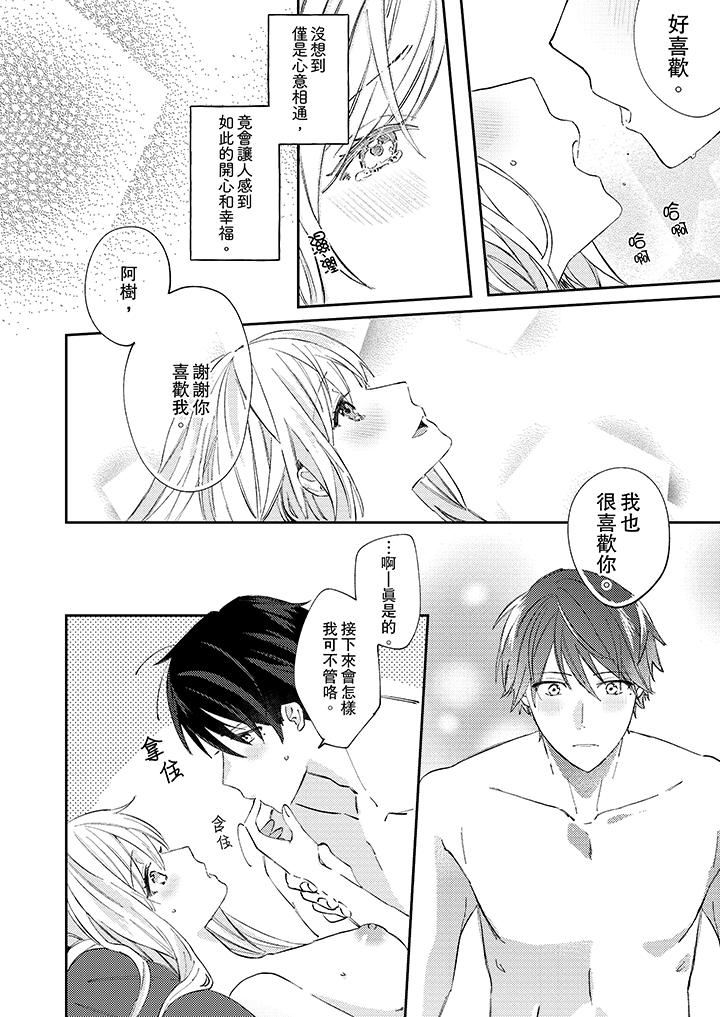 好喜歡。
哈啊
哈啊
沒想到
僅是心意相通，
竟會讓人感到
如此的開心和幸福。
濕潤
阿樹，
謝謝你
喜歡我。
我也
很喜歡你。
…啊—真是的。
接下來會怎樣
我可不管咯。
拿住
含住